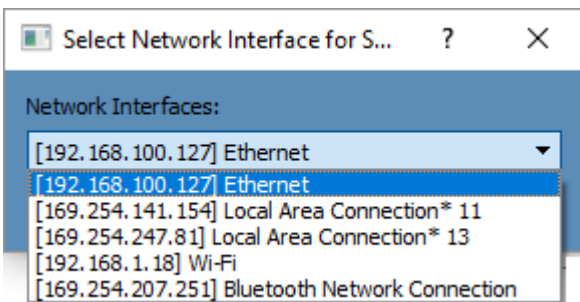 Select Network Interface for S... ?
Network Interfaces:
[192.168.100.127] Ethernet
[192.168.100.127] Ethernet
[169.254.141.154] Local Area Connection* 11
[169.254.247.81] Local Area Connection* 13
[192.168.1.18] Wi-Fi
[169.254.207.251] Bluetooth Network Connection